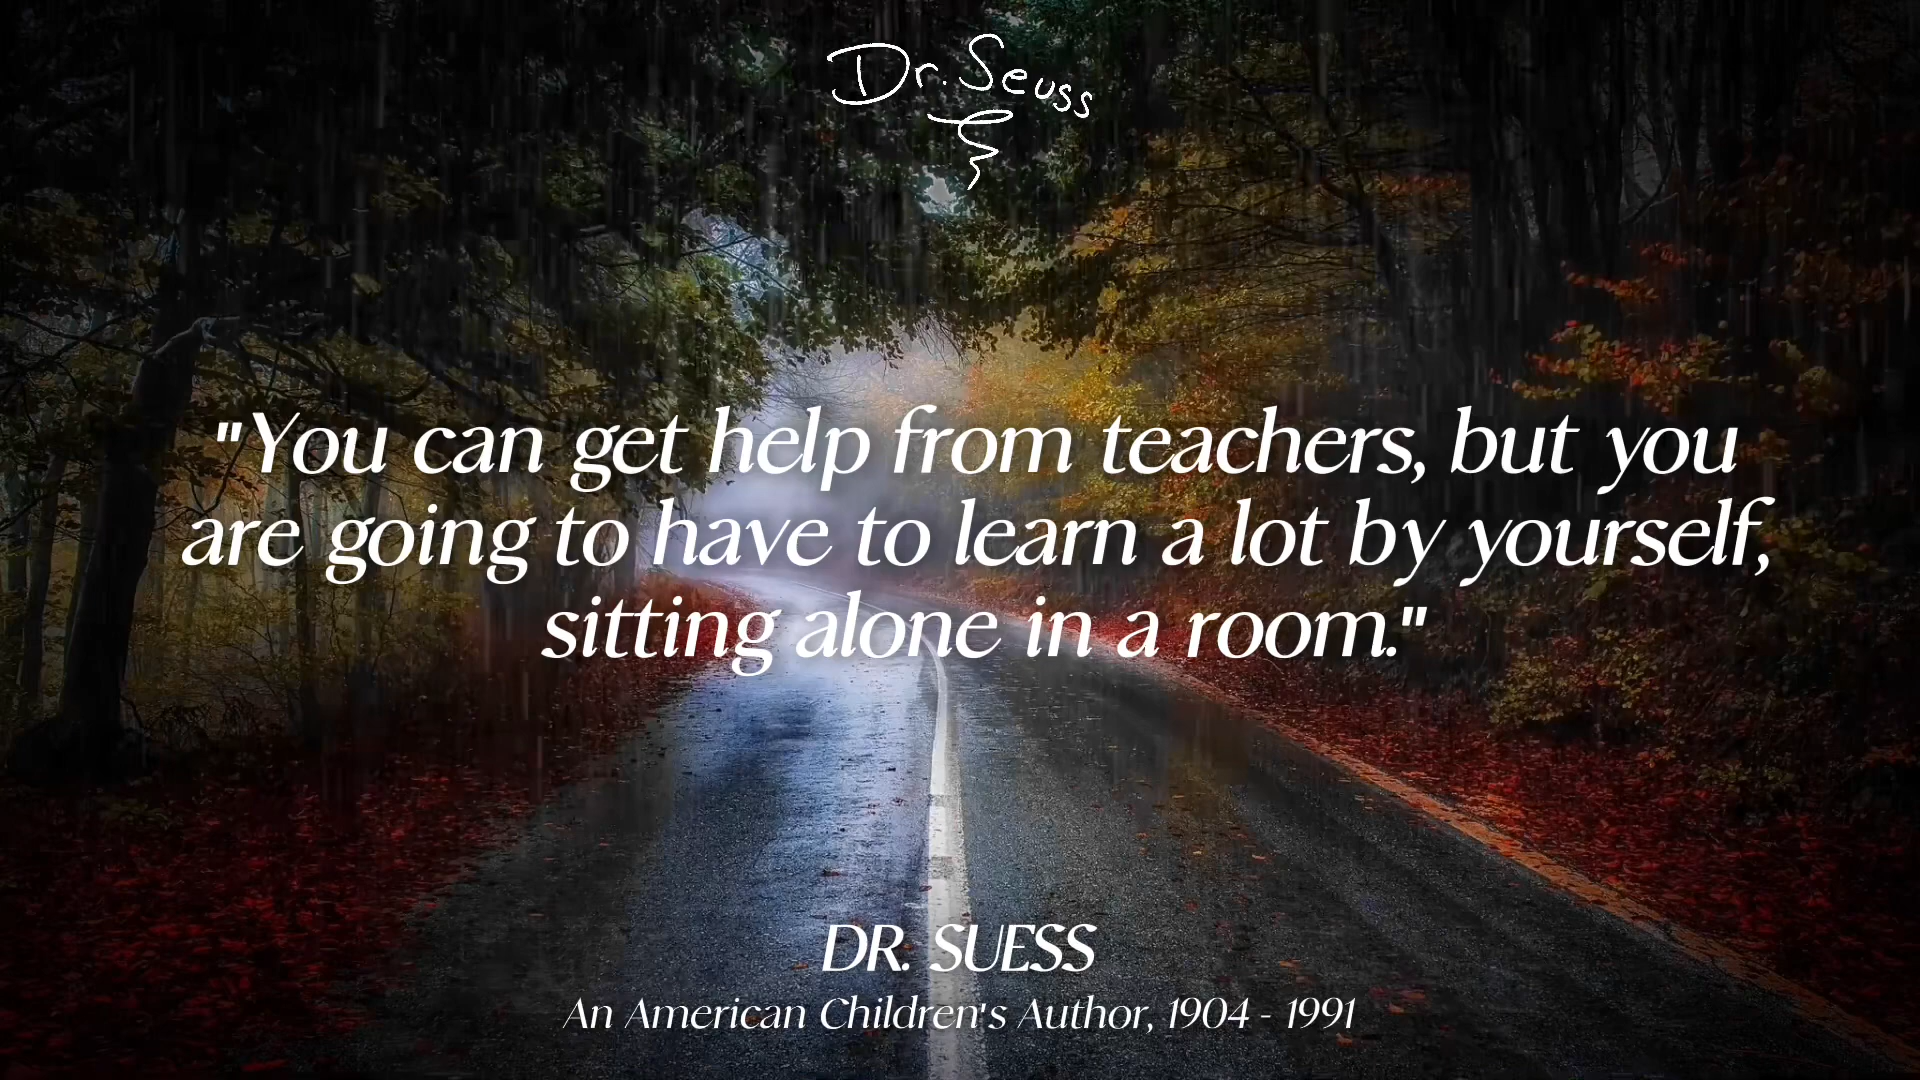 Dr. Seuss
"You can get help from teachers, but you
are going to have to learn a lot by yourself,
sitting alone in a room."
DR. SUESS
An American Children's Author, 1904 - 1991